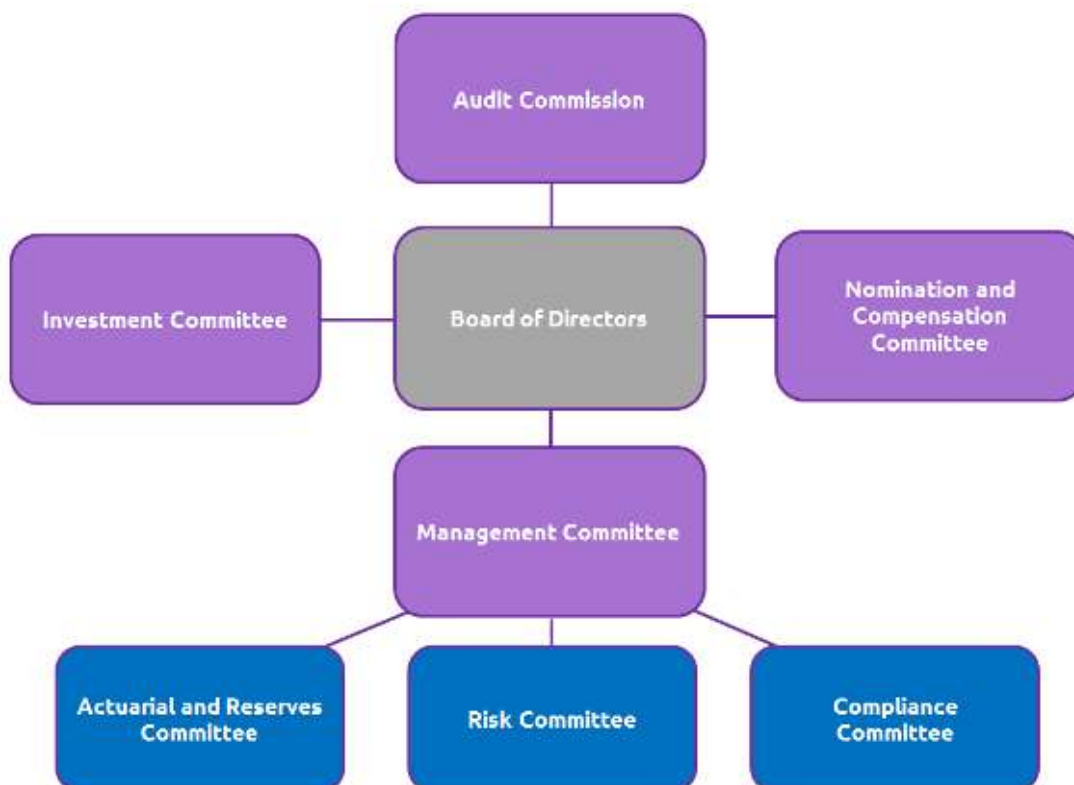 Audit Commission
Investment Committee
Board of Directors
Nomination and
Compensation
Committee
Management Committee
Actuarial and Reserves
Committee
Risk Committee
Compliance
Committee